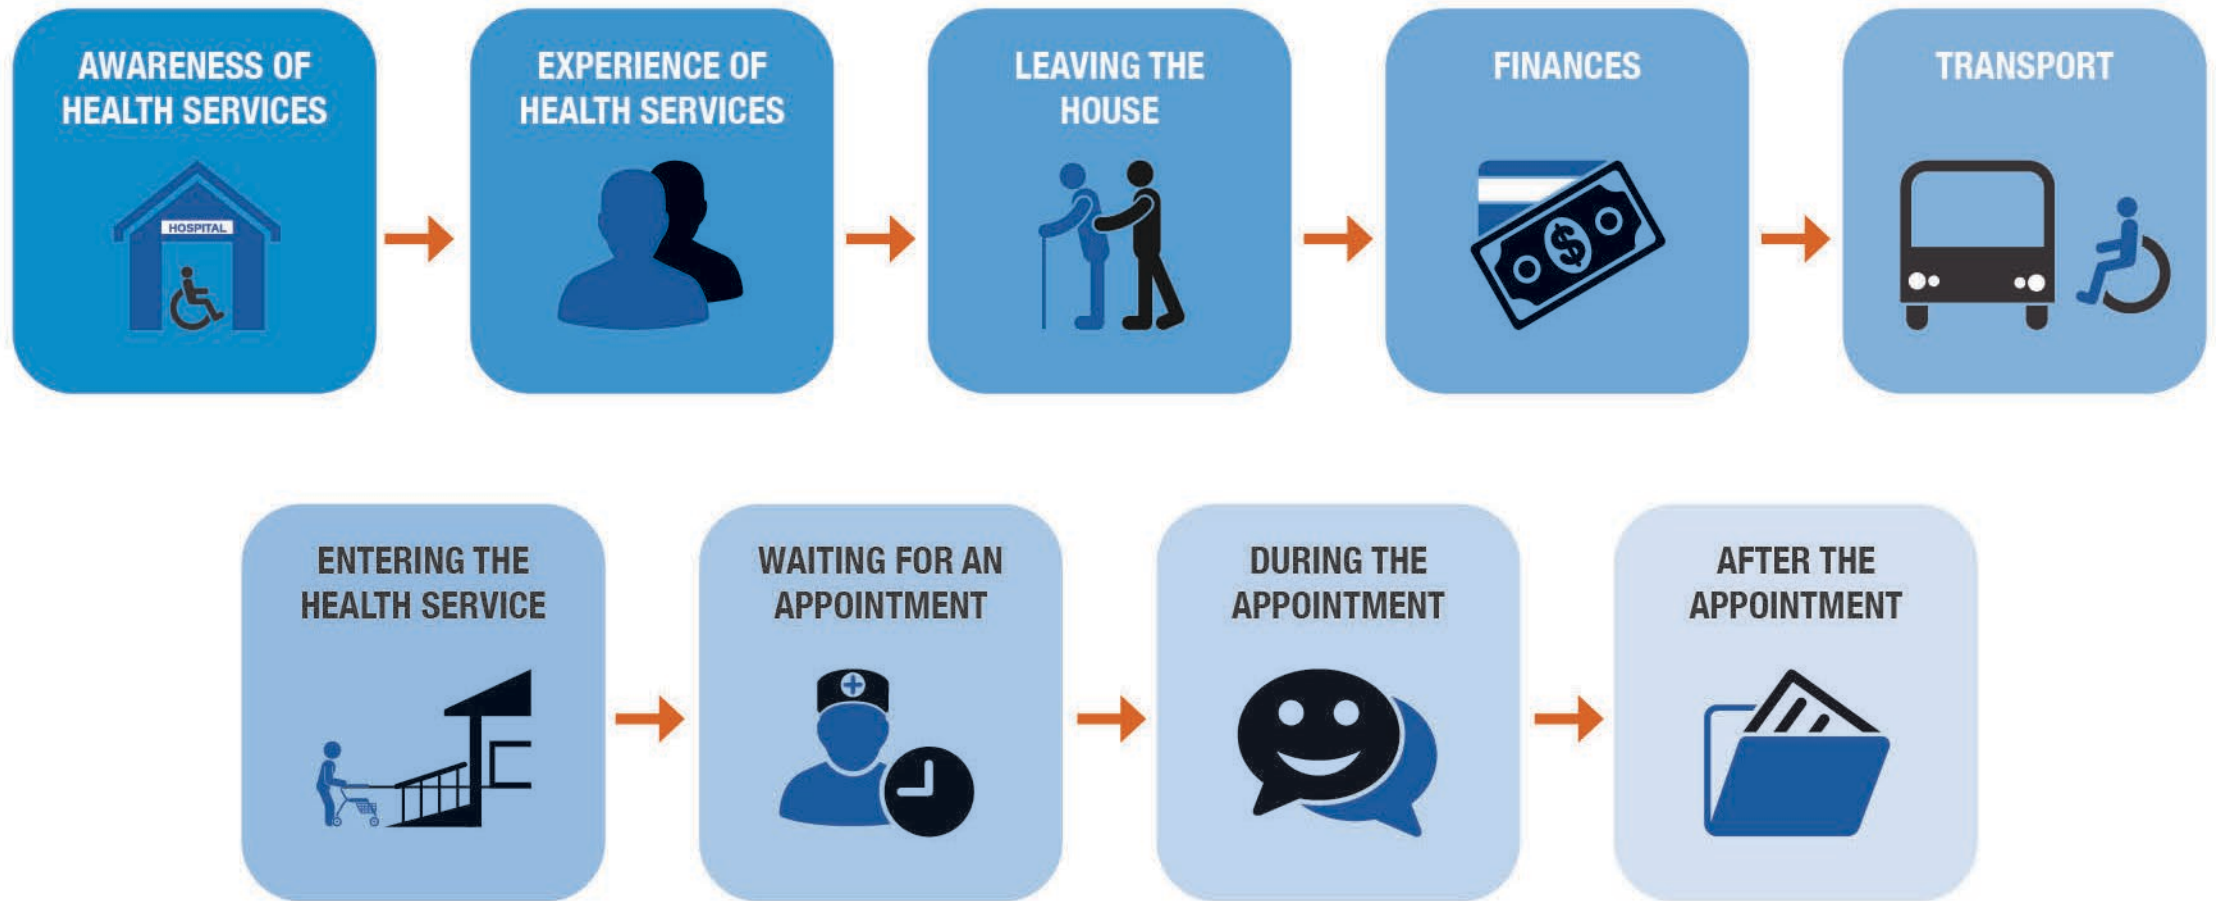 AWARENESS OF
HEALTH SERVICES
HOSPITAL
EXPERIENCE OF
HEALTH SERVICES
LEAVING THE
HOUSE
FINANCES
$
TRANSPORT
ENTERING THE
HEALTH SERVICE
WAITING FOR AN
APPOINTMENT
DURING THE
APPOINTMENT
AFTER THE
APPOINTMENT